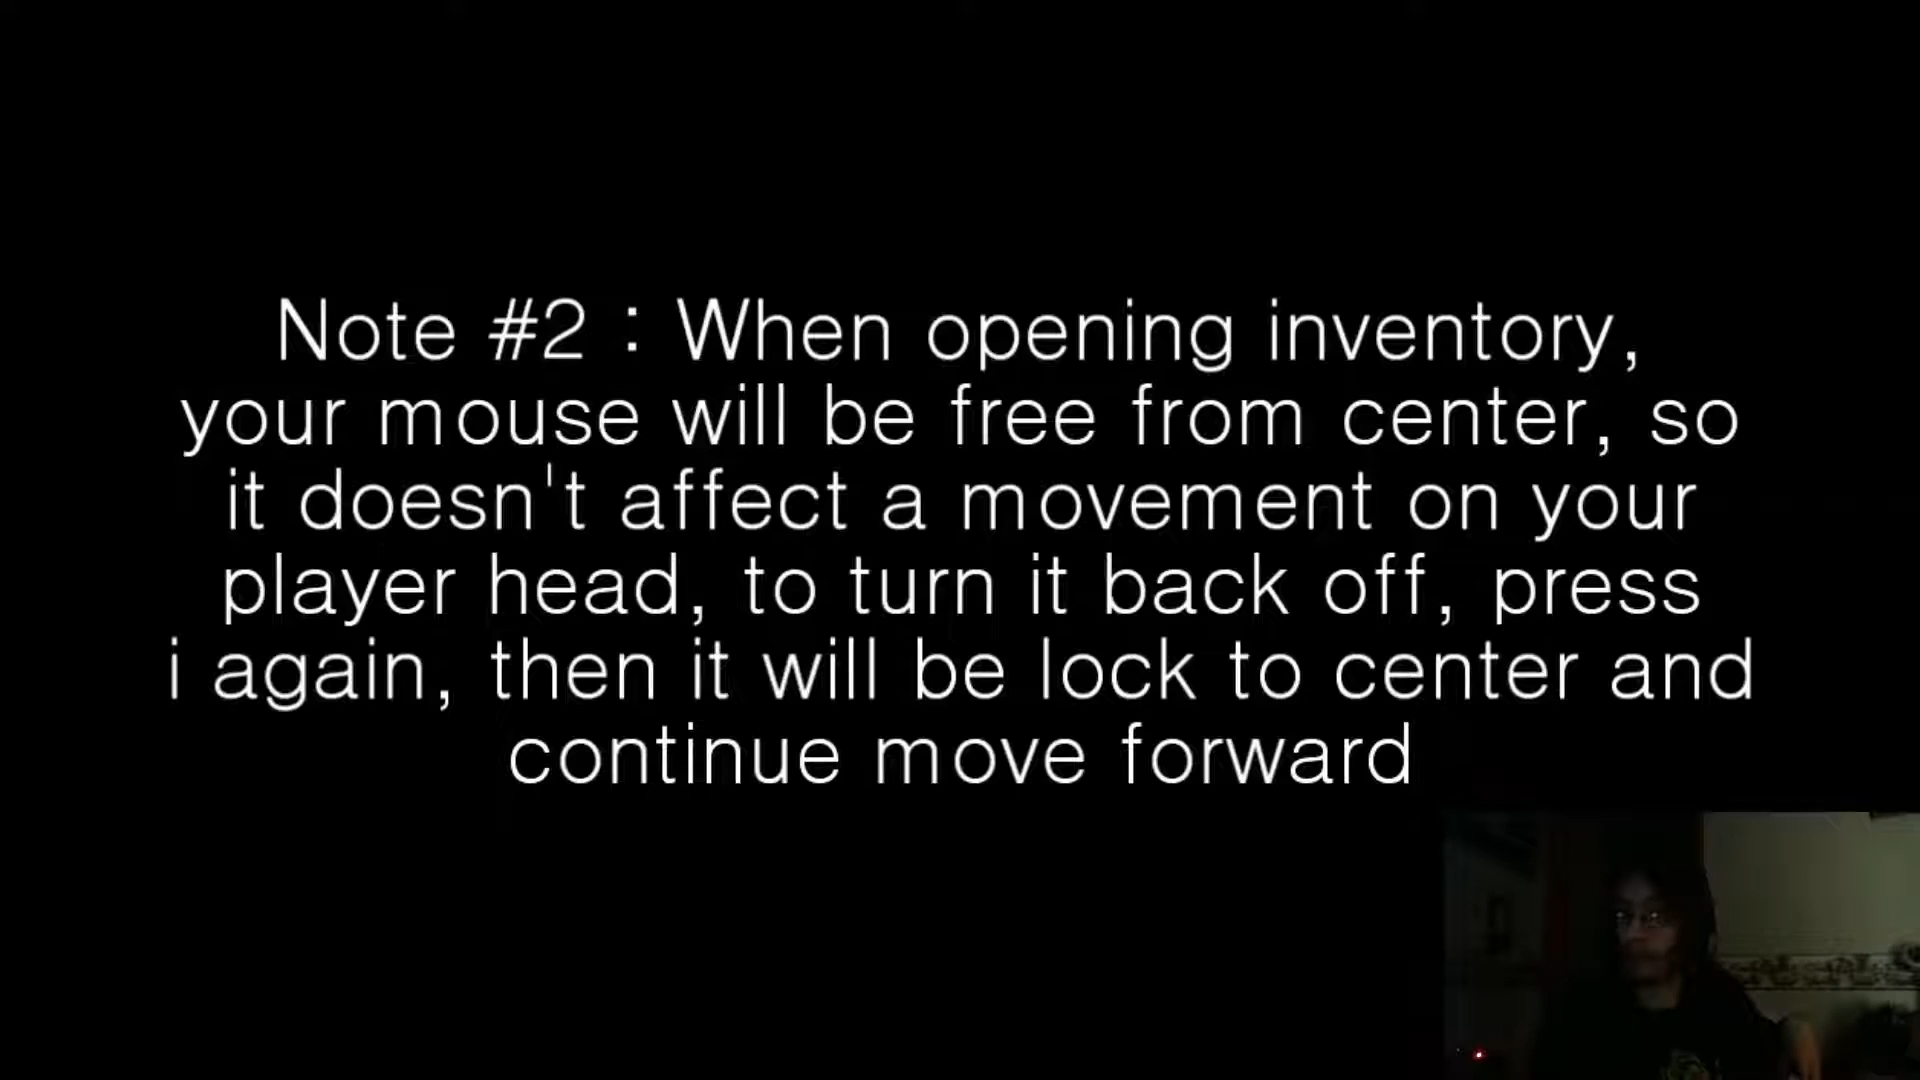 Note #2 : When opening inventory,
your mouse will be free from center, so
it doesn't affect a movement on your
player head, to turn it back off, press
i again, then it will be lock to center and
continue move forward